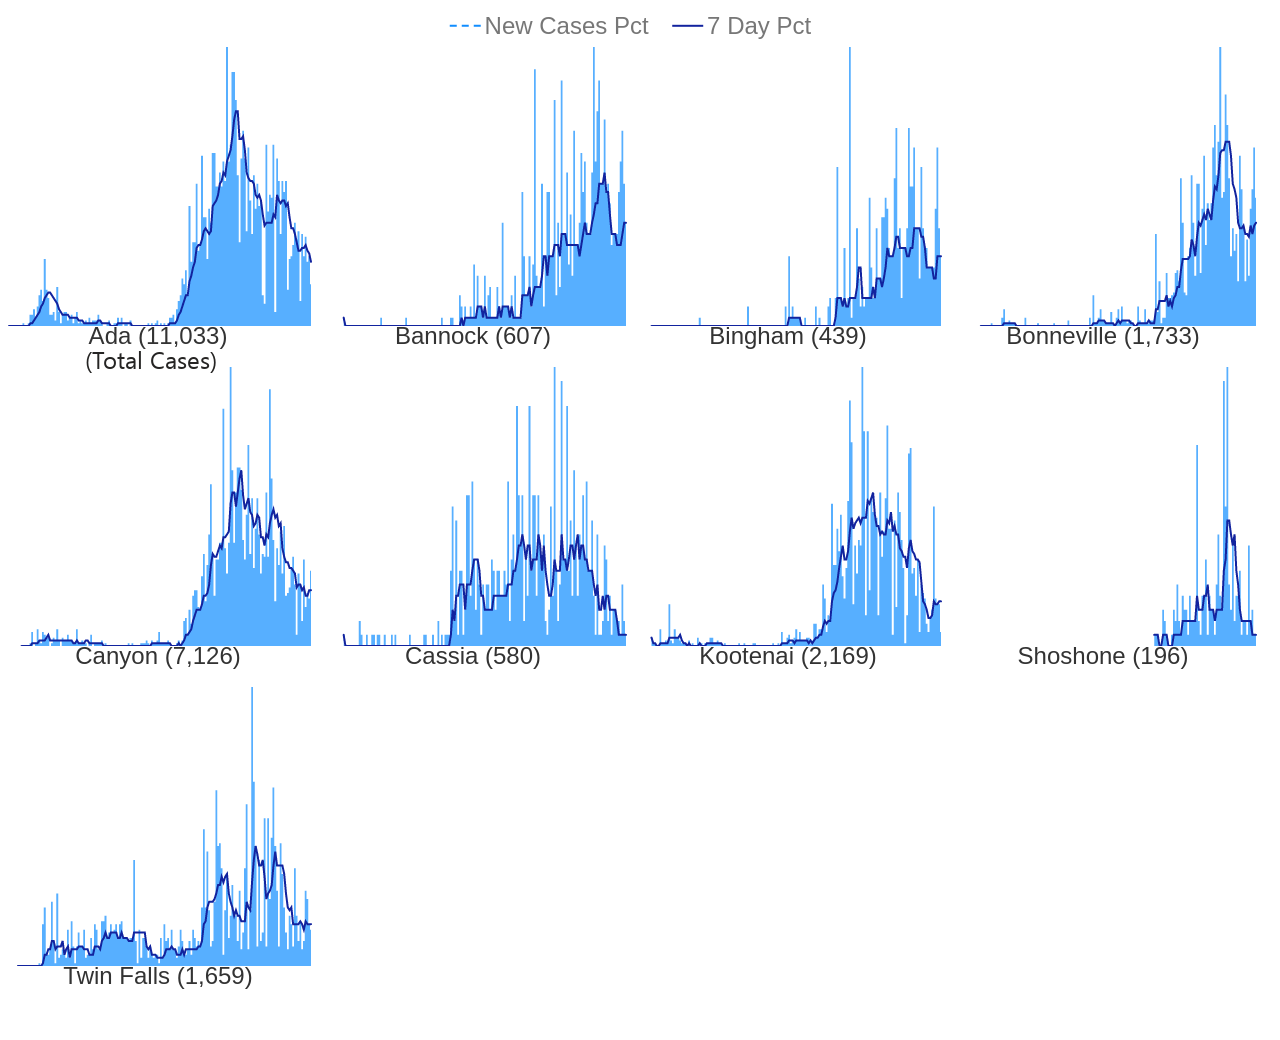 New Cases Pct 7 Day Pct
Ada (11,033)
(Total Cases)
Bannock (607)
Bingham (439)
Bonneville (1,733)
Canyon (7,126)
Cassia (580)
Kootenai (2,169)
Shoshone (196)
Twin Falls (1,659)